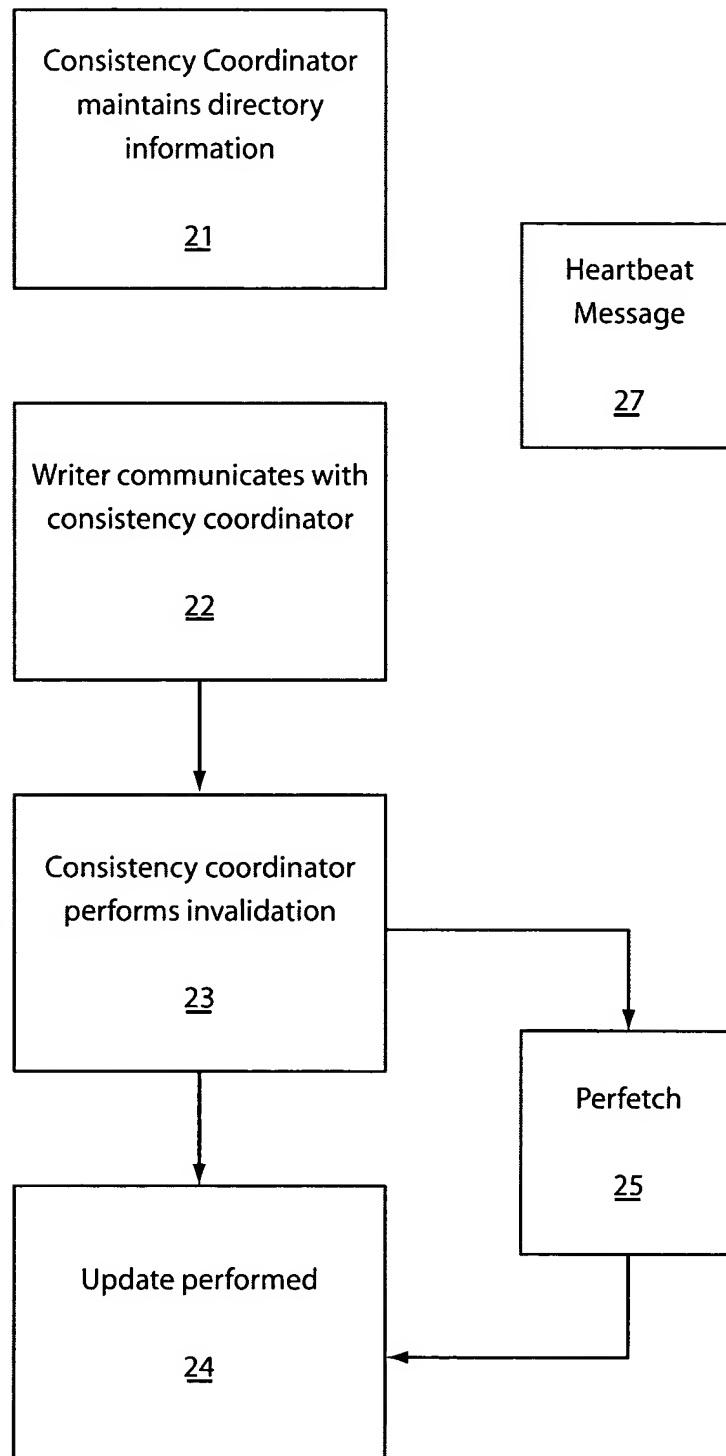 Consistency Coordinator
maintains directory
information
21
Heartbeat
Message
27
Writer communicates with
consistency coordinator
22
Consistency coordinator
performs invalidation
23
Perfetch
25
Update performed
24